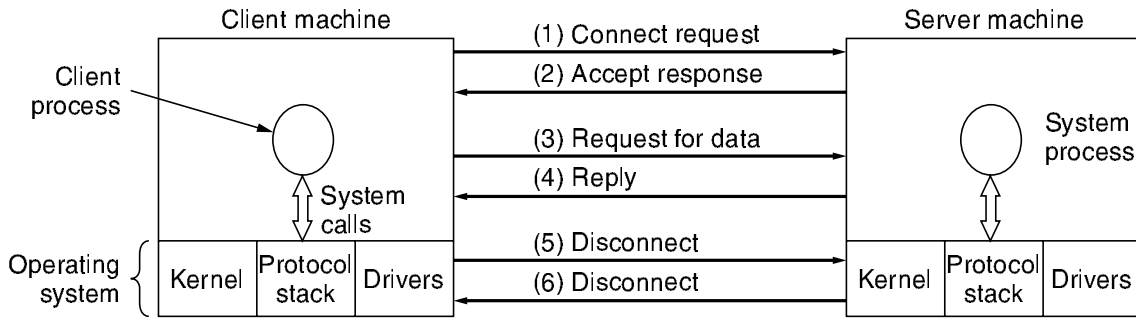 Client machine
Server machine
(1) Connect request
(2) Accept response
Client
process
(3) Request for data
(4) Reply
System
process
System
calls
(5) Disconnect
(6) Disconnect
Operating
system
Kernel
Protocol
stack
Drivers
Kernel
Protocol
stack
Drivers